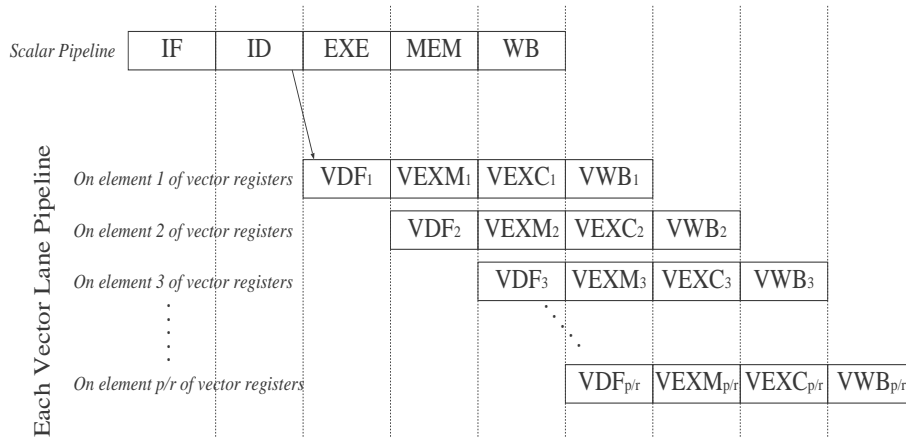 Scalar Pipeline IF ID EXE MEM WB
Each Vector Lane Pipeline
On element 1 of vector registers VDF1 VEXM1 VEXC1 VWB1
On element 2 of vector registers VDF2 VEXM2 VEXC2 VWB2
On element 3 of vector registers VDF3 VEXM3 VEXC3 VWB3
On element p/r of vector registers VDFp/r VEXMp/r VEXCp/r VWBp/r